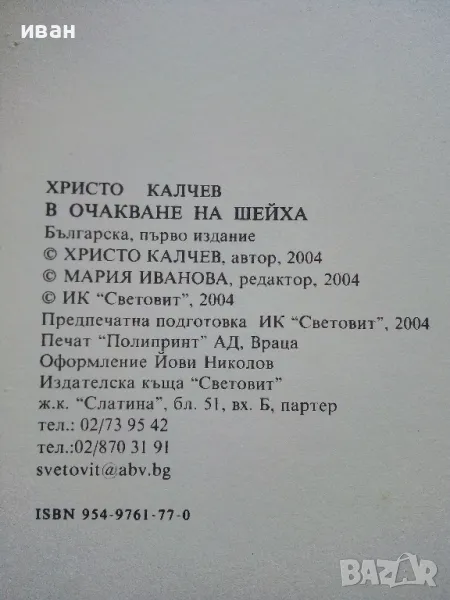 иван
ХРИСТО КАЛЧЕВ
В ОЧАКВАНЕ НА ШЕЙХА
Българска, първо издание
© ХРИСТО КАЛЧЕВ, автор, 2004
© МАРИЯ ИВАНОВА, редактор, 2004
© ИК “Световит”, 2004
Предпечатна подготовка ИК “Световит”, 2004
Печат “Полипринт” АД, Враца
Оформление Йови Николов
Издателска къща “Световит”
ж.к. “Слатина”, бл. 51, вх. Б, партер
тел.: 02/73 95 42
тел.:02/870 31 91
svetovit@abv.bg
ISBN 954-9761-77-0
BAZAR